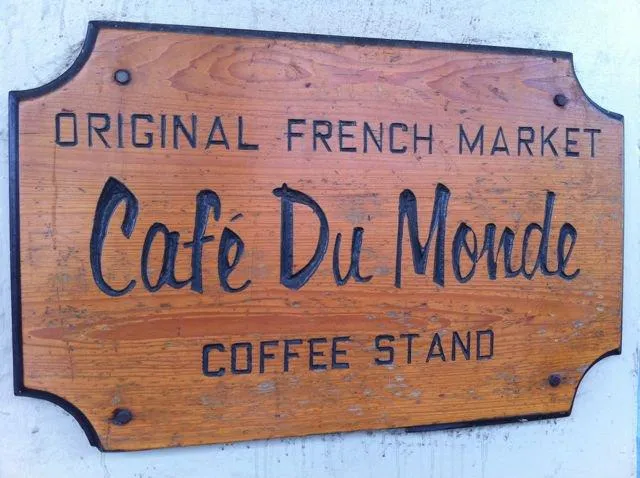 ORIGINAL FRENCH MARKET
Café Du Monde
COFFEE STAND